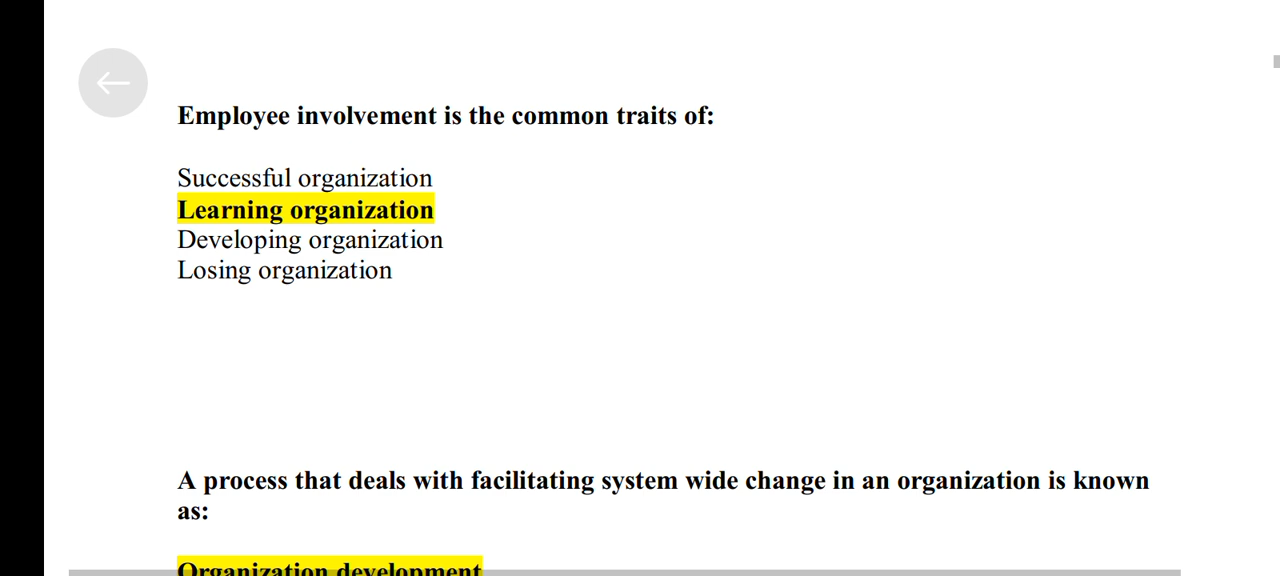 Employee involvement is the common traits of:
Successful organization
Learning organization
Developing organization
Losing organization
A process that deals with facilitating system wide change in an organization is known
as:
Organization development